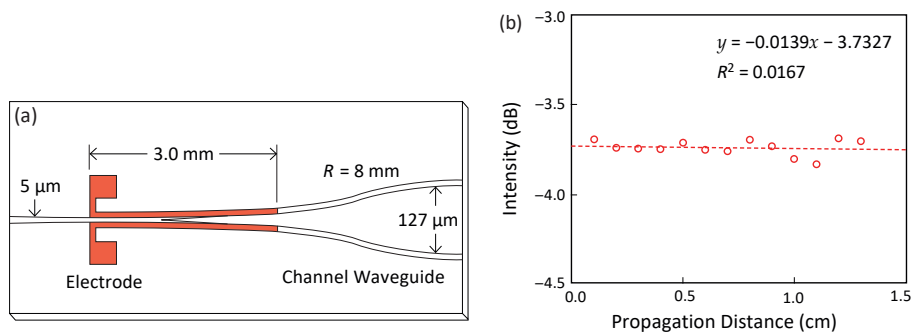 (a)
3.0 mm
5 μm
R = 8 mm
127 μm
Electrode
Channel Waveguide
(b)
−3.0
−3.5
−4.0
−4.5
Intensity (dB)
y = −0.0139x − 3.7327
R² = 0.0167
0.0
0.5
1.0
1.5
Propagation Distance (cm)